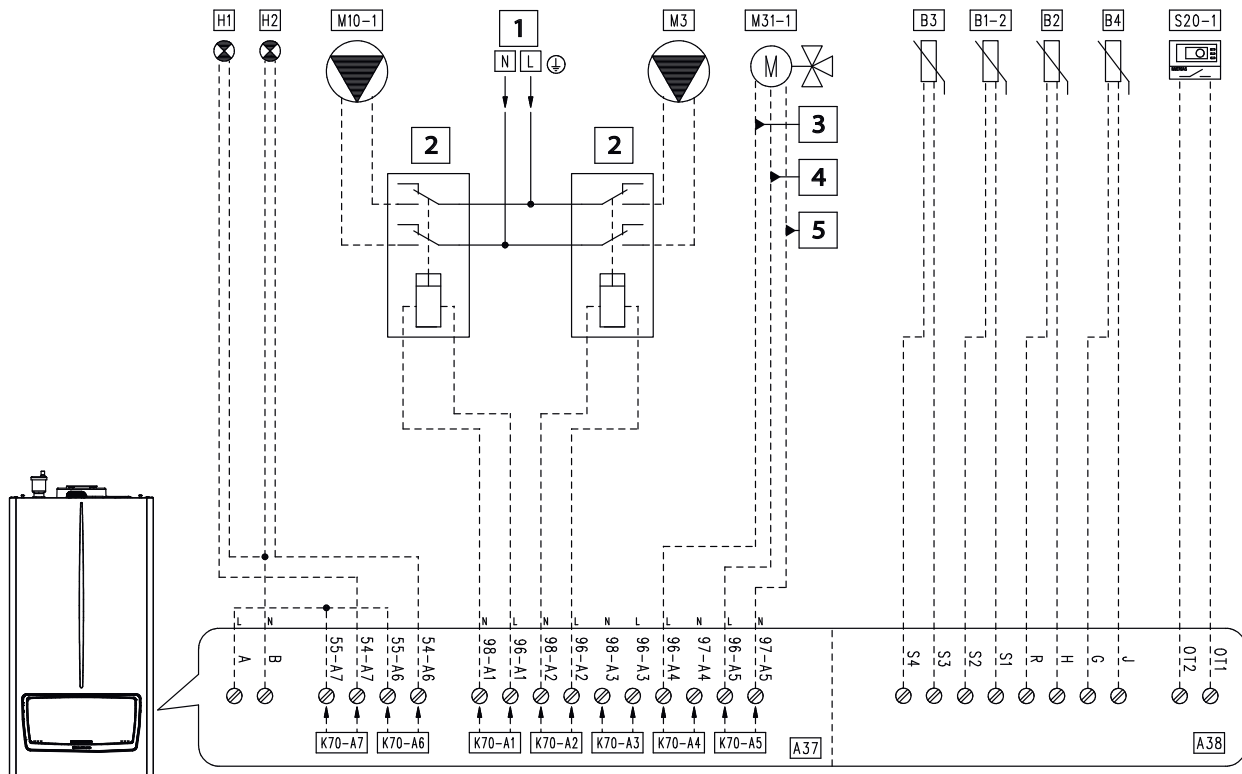 H1 H2 M10-1 1 M3 M31-1 B3 B1-2 B2 B4 S20-1
N L
M
3
2 2
4
5
L N N L N L N L L N L N
A B 55-A7 54-A7 55-A6 54-A6 98-A1 96-A1 98-A2 96-A2 98-A3 96-A3 96-A4 97-A4 96-A5 97-A5 S4 S3 S2 S1 R H G J OT2 OT1
K70-A7 K70-A6 K70-A1 K70-A2 K70-A3 K70-A4 K70-A5 A37 A38